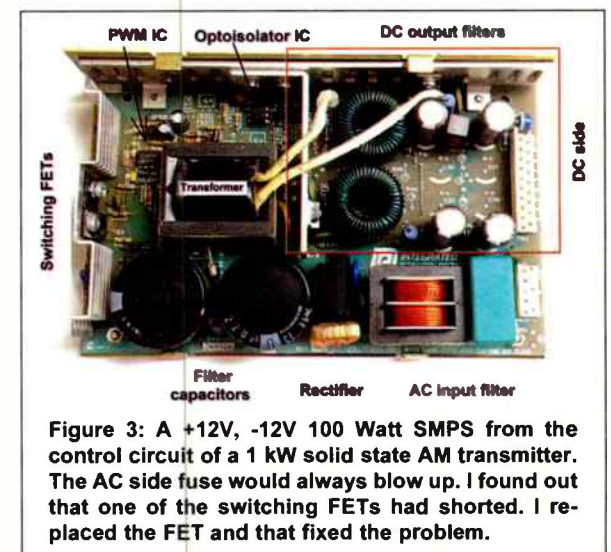 PWM IC
Optoisolator IC
DC output filters
Switching FETs
Transformer
DC side
Filter
capacitors
Rectifier
AC input filter
Figure 3: A +12V, -12V 100 Watt SMPS from the
control circuit of a 1 kW solid state AM transmitter.
The AC side fuse would always blow up. I found out
that one of the switching FETs had shorted. I re-
placed the FET and that fixed the problem.